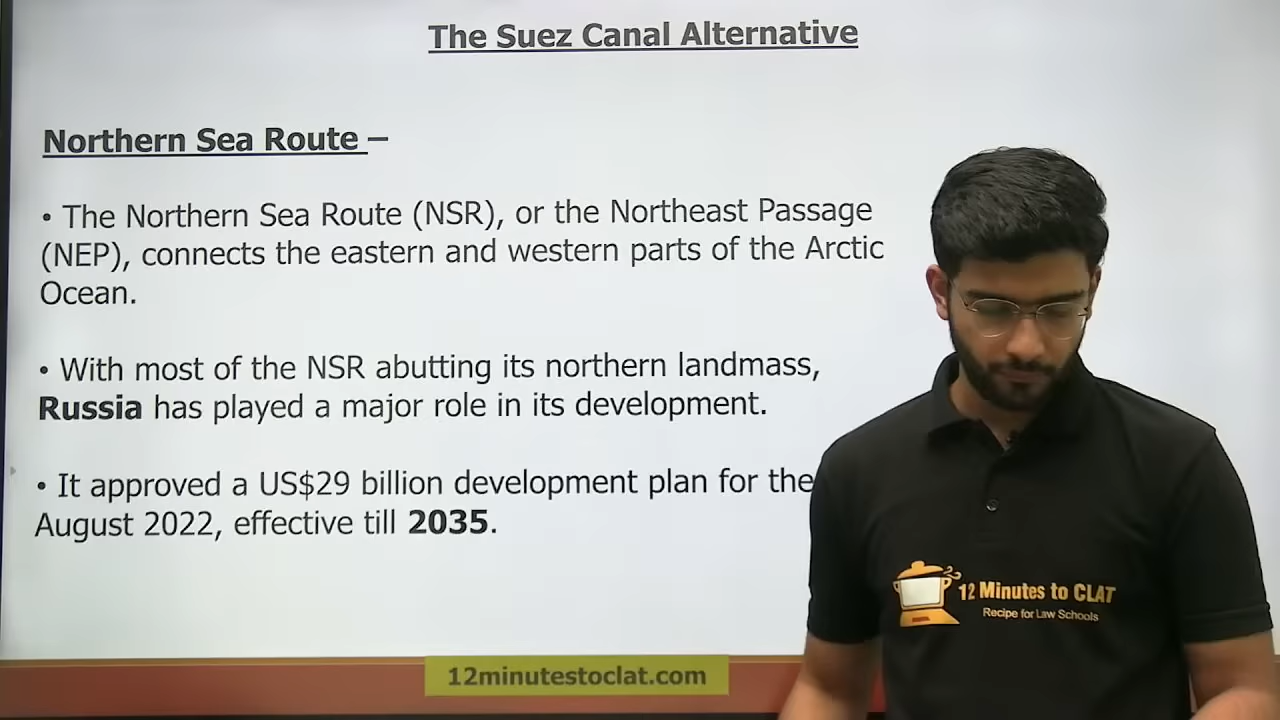 The Suez Canal Alternative
Northern Sea Route –
• The Northern Sea Route (NSR), or the Northeast Passage
(NEP), connects the eastern and western parts of the Arctic
Ocean.
• With most of the NSR abutting its northern landmass,
Russia has played a major role in its development.
• It approved a US$29 billion development plan for the
August 2022, effective till 2035.
12 Minutes to CLAT
Recipe for Law Schools
12minutestoclat.com